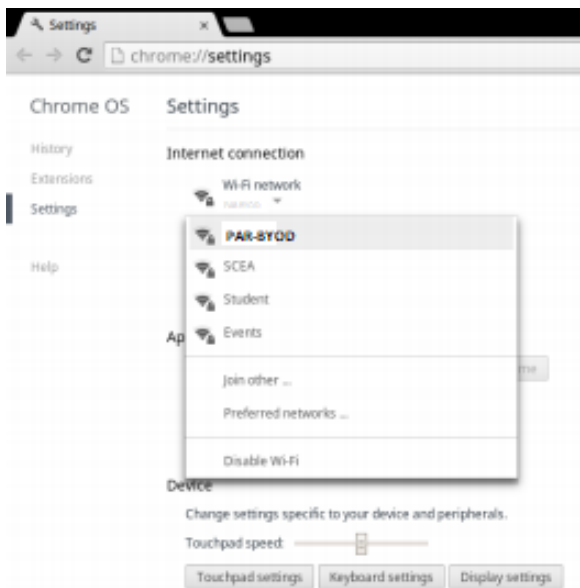 Settings
chrome://settings
Chrome OS
Settings
History
Internet connection
Extensions
Wi-Fi network
Settings
PAR-BYOD
Help
SCEA
Student
Ap
Events
me
Join other ...
Preferred networks ...
Disable Wi-Fi
Device
Change settings specific to your device and peripherals.
Touchpad speed:
Touchpad settings Keyboard settings Display settings